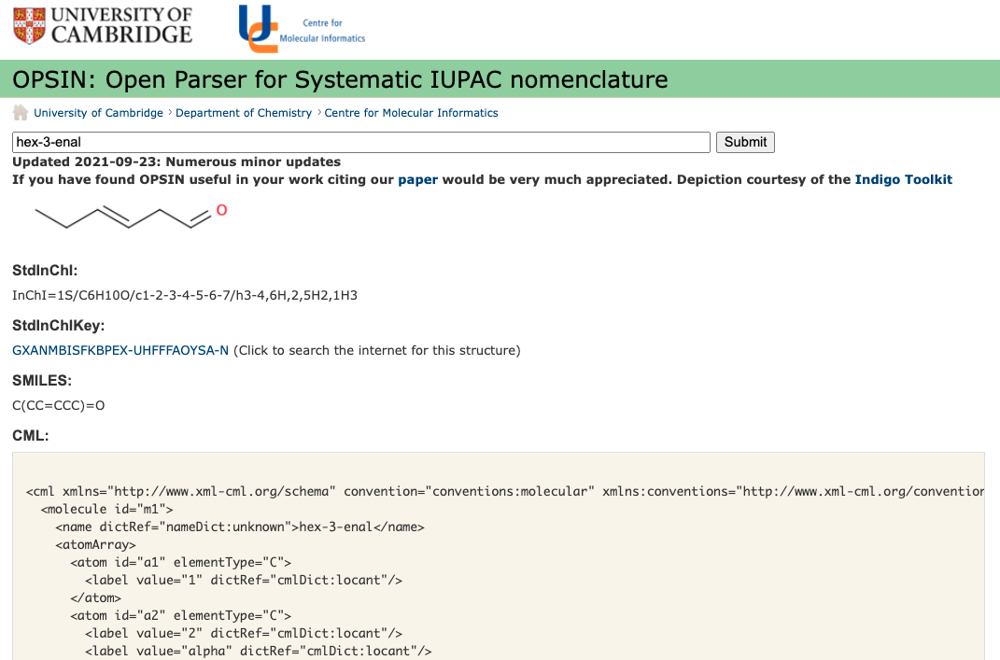 UNIVERSITY OF
CAMBRIDGE
Centre for
Molecular Informatics
OPSIN: Open Parser for Systematic IUPAC nomenclature
University of Cambridge › Department of Chemistry › Centre for Molecular Informatics
hex-3-enal Submit
Updated 2021-09-23: Numerous minor updates
If you have found OPSIN useful in your work citing our paper would be very much appreciated. Depiction courtesy of the Indigo Toolkit
O
StdInChI:
InChI=1S/C6H10O/c1-2-3-4-5-6-7/h3-4,6H,2,5H2,1H3
StdInChIKey:
GXANMBISFKBPEX-UHFFFAOYSA-N (Click to search the internet for this structure)
SMILES:
C(CC=CCC)=O
CML:
<cml xmlns="http://www.xml-cml.org/schema" convention="conventions:molecular" xmlns:conventions="http://www.xml-cml.org/convention
<molecule id="m1">
<name dictRef="nameDict:unknown">hex-3-enal</name>
<atomArray>
<atom id="a1" elementType="C">
<label value="1" dictRef="cmlDict:locant"/>
</atom>
<atom id="a2" elementType="C">
<label value="2" dictRef="cmlDict:locant"/>
<label value="alpha" dictRef="cmlDict:locant"/>